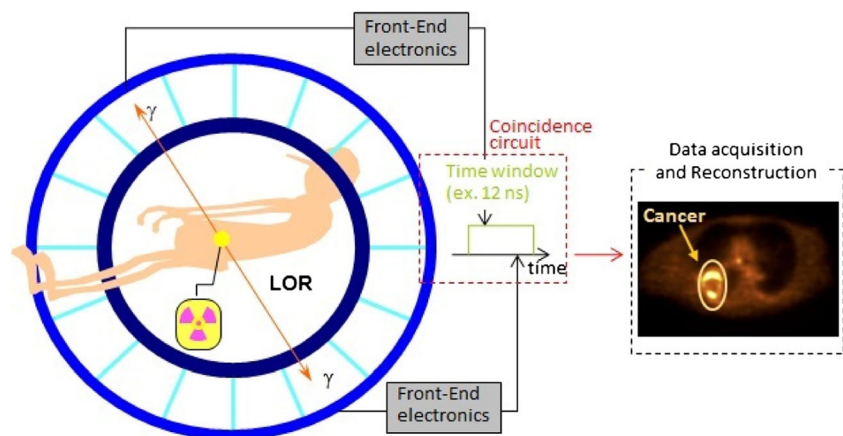 Front-End
electronics
γ
Coincidence
circuit
Time window
(ex. 12 ns)
time
Data acquisition
and Reconstruction
Cancer
LOR
γ
Front-End
electronics